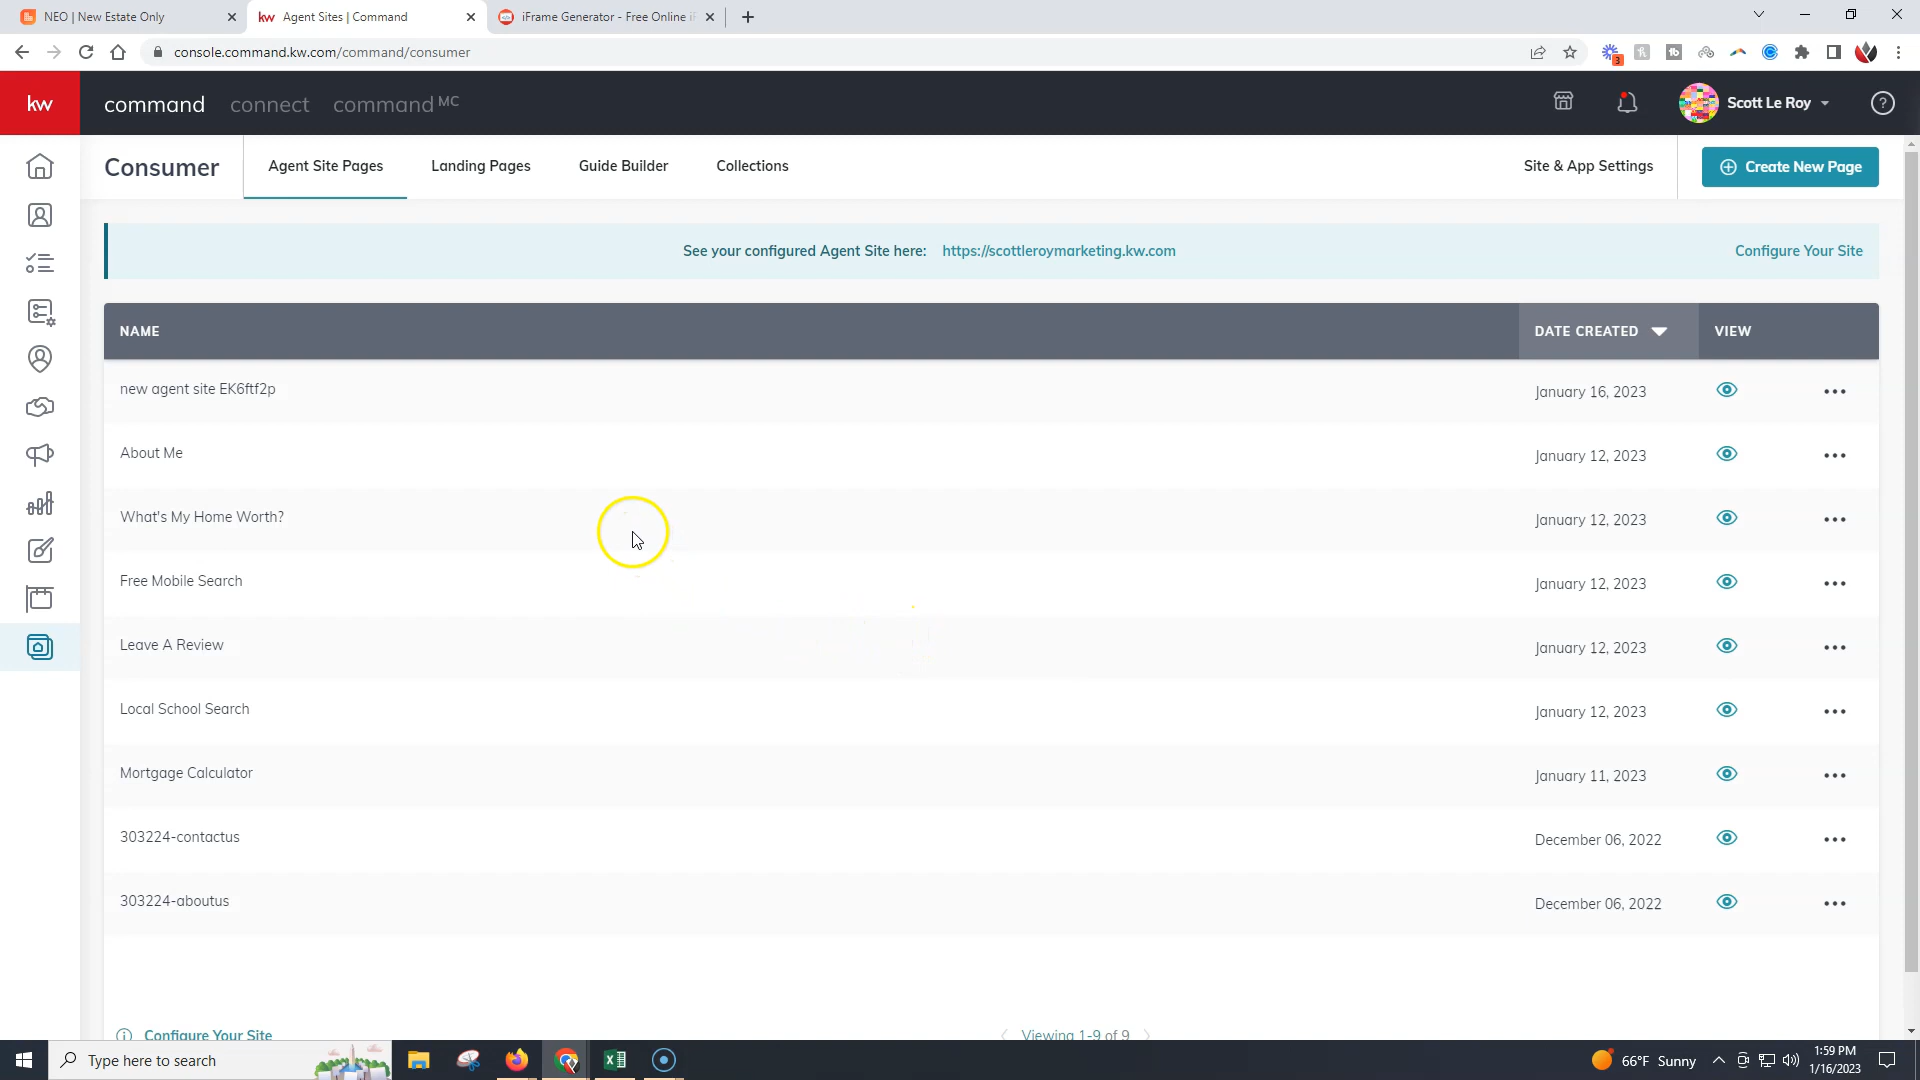 NEO | New Estate Only
kw Agent Sites | Command
iFrame Generator - Free Online iF
console.command.kw.com/command/consumer
3
kw command connect command MC
Scott Le Roy
Consumer Agent Site Pages Landing Pages Guide Builder Collections Site & App Settings Create New Page
See your configured Agent Site here: https://scottleroymarketing.kw.com Configure Your Site
NAME DATE CREATED VIEW
new agent site EK6ftf2p January 16, 2023
About Me January 12, 2023
What's My Home Worth? January 12, 2023
Free Mobile Search January 12, 2023
Leave A Review January 12, 2023
Local School Search January 12, 2023
Mortgage Calculator January 11, 2023
303224-contactus December 06, 2022
303224-aboutus December 06, 2022
Configure Your Site Viewing 1-9 of 9
Type here to search
66°F Sunny
1:59 PM
1/16/2023